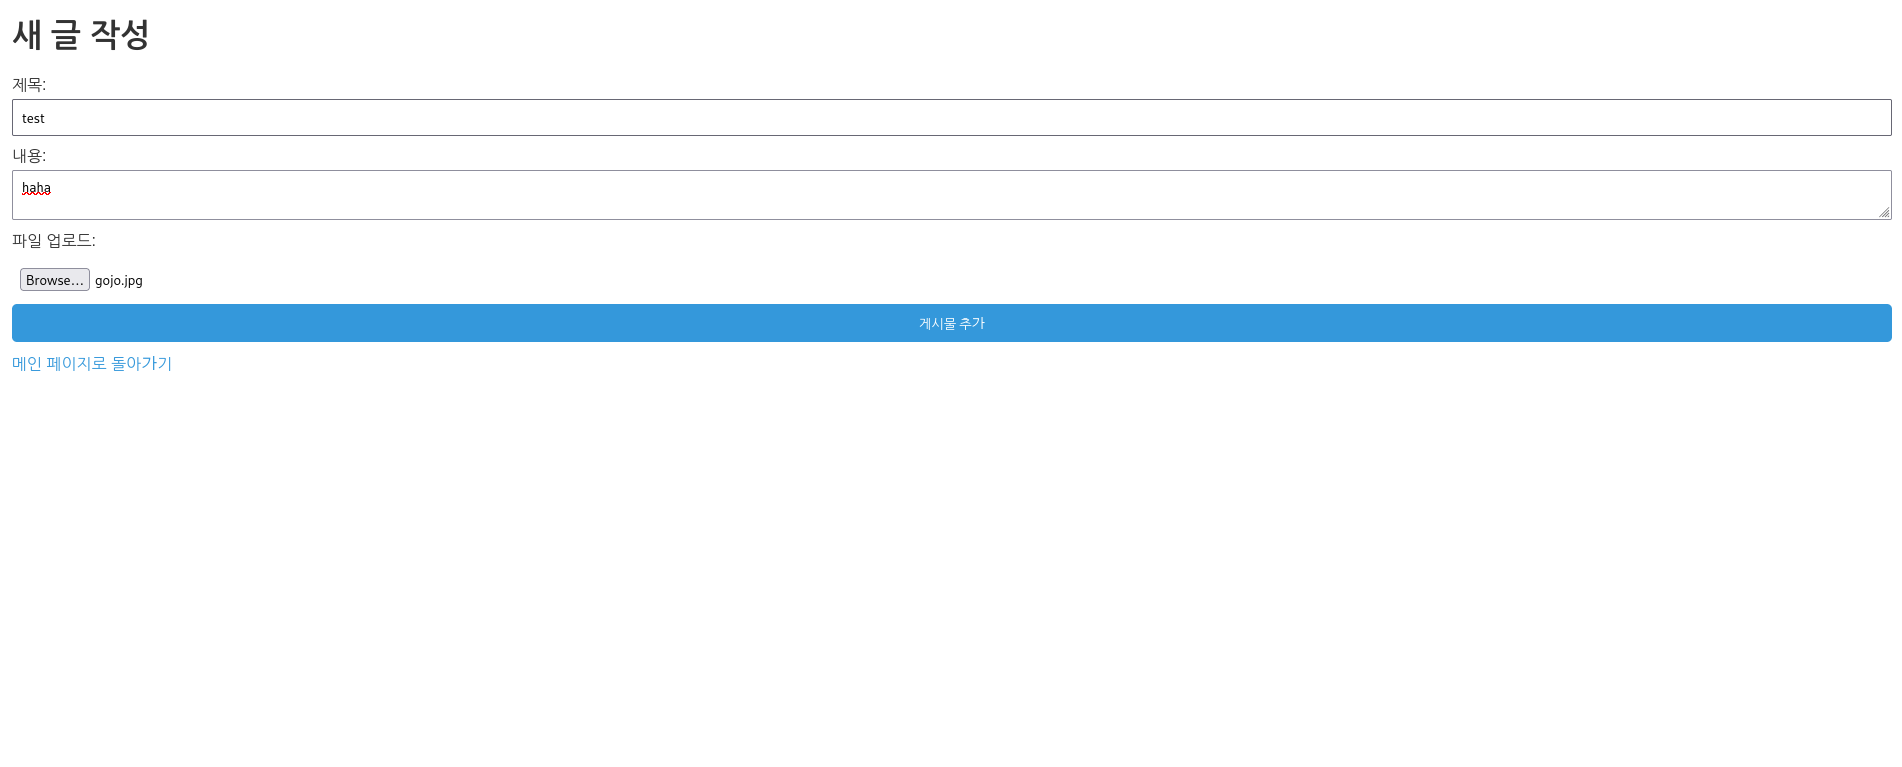 새 글 작성
제목:
test
내용:
haha
파일 업로드:
Browse… gojo.jpg
게시물 추가
메인 페이지로 돌아가기